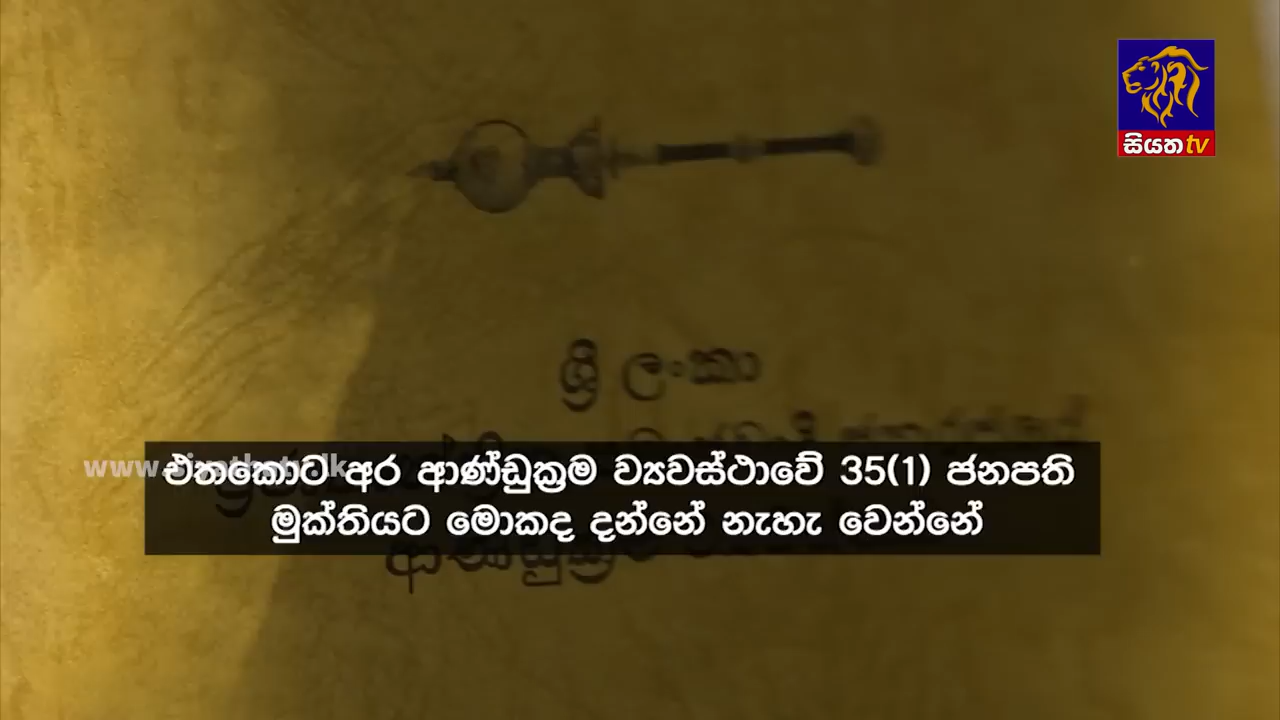 සියත tv
ශ්‍රී ලංකා
එතකොට අර ආණ්ඩුක්‍රම ව්‍යවස්ථාවේ 35(1) ජනපති
මුක්තියට මොකද දන්නේ නැහැ වෙන්නේ